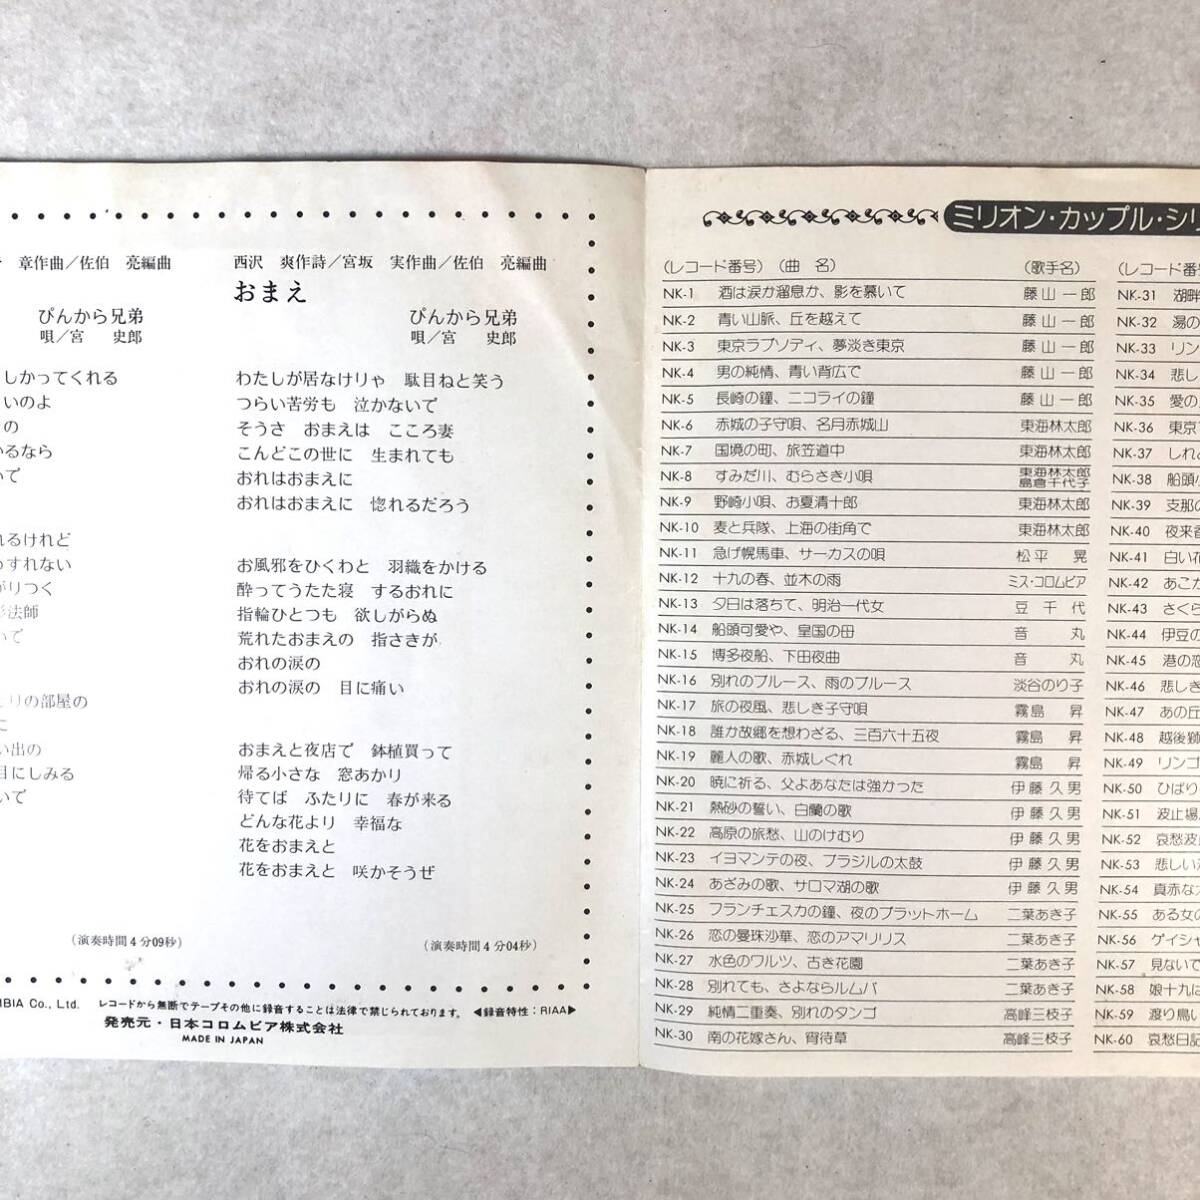 章作曲／佐伯　亮編曲
ぴんから兄弟
唄／宮　史郎
しかってくれる
いのよ
の
いるなら
いで
れるけれど
うすれない
がりつく
影法師
いで
とりの部屋の
に
い出の
目にしみる
いで
（演奏時間4分09秒）
西沢　爽作詩／宮坂　実作曲／佐伯　亮編曲
おまえ
ぴんから兄弟
唄／宮　史郎
わたしが居なけりゃ　駄目ねと笑う
つらい苦労も　泣かないで
そうさ　おまえは　こころ妻
こんどこの世に　生まれても
おれはおまえに
おれはおまえに　惚れるだろう
お風邪をひくわと　羽織をかける
酔ってうたた寝　するおれに
指輪ひとつも　欲しがらぬ
荒れたおまえの　指さきが
おれの涙の
おれの涙の　目に痛い
おまえと夜店で　鉢植買って
帰る小さな　窓あかり
待てば　ふたりに　春が来る
どんな花より　幸福な
花をおまえと
花をおまえと　咲かそうぜ
（演奏時間4分04秒）
MBIA Co., Ltd.　レコードから無断でテープその他に録音することは法律で禁じられております。　◀録音特性：RIAA▶
発売元・日本コロムビア株式会社
MADE IN JAPAN
ミリオン・カップル・シリ
（レコード番号）（曲　名）　（歌手名）
NK-1　酒は涙か溜息か、影を慕いて　藤山一郎
NK-2　青い山脈、丘を越えて　藤山一郎
NK-3　東京ラプソディ、夢淡き東京　藤山一郎
NK-4　男の純情、青い背広で　藤山一郎
NK-5　長崎の鐘、ニコライの鐘　藤山一郎
NK-6　赤城の子守唄、名月赤城山　東海林太郎
NK-7　国境の町、旅笠道中　東海林太郎
NK-8　すみだ川、むらさき小唄　東海林太郎　島倉千代子
NK-9　野崎小唄、お夏清十郎　東海林太郎
NK-10　麦と兵隊、上海の街角で　東海林太郎
NK-11　急げ幌馬車、サーカスの唄　松平　晃
NK-12　十九の春、並木の雨　ミス・コロムビア
NK-13　夕日は落ちて、明治一代女　豆千代
NK-14　船頭可愛や、皇国の母　音　丸
NK-15　博多夜船、下田夜曲　音　丸
NK-16　別れのブルース、雨のブルース　淡谷のり子
NK-17　旅の夜風、悲しき子守唄　霧島　昇
NK-18　誰か故郷を想わざる、三百六十五夜　霧島　昇
NK-19　麗人の歌、赤城しぐれ　霧島　昇
NK-20　暁に祈る、父よあなたは強かった　伊藤久男
NK-21　熱砂の誓い、白蘭の歌　伊藤久男
NK-22　高原の旅愁、山のけむり　伊藤久男
NK-23　イヨマンテの夜、ブラジルの太鼓　伊藤久男
NK-24　あざみの歌、サロマ湖の歌　伊藤久男
NK-25　フランチェスカの鐘、夜のプラットホーム　二葉あき子
NK-26　恋の曼珠沙華、恋のアマリリス　二葉あき子
NK-27　水色のワルツ、古き花園　二葉あき子
NK-28　別れても、さよならルムバ　二葉あき子
NK-29　純情二重奏、別れのタンゴ　高峰三枝子
NK-30　南の花嫁さん、宵待草　高峰三枝子
（レコード番号
NK-31　湖畔
NK-32　湯の
NK-33　リン
NK-34　悲し
NK-35　愛の
NK-36　東京
NK-37　しれと
NK-38　船頭小
NK-39　支那の
NK-40　夜来香
NK-41　白い花
NK-42　あこか
NK-43　さくら
NK-44　伊豆の
NK-45　港の恋
NK-46　悲しき
NK-47　あの丘
NK-48　越後獅
NK-49　リンゴ
NK-50　ひばり
NK-51　波止場
NK-52　哀愁波止
NK-53　悲しい
NK-54　真赤な
NK-55　ある女の
NK-56　ゲイシャ
NK-57　見ないで
NK-58　娘十九は
NK-59　渡り鳥い
NK-60　哀愁日記